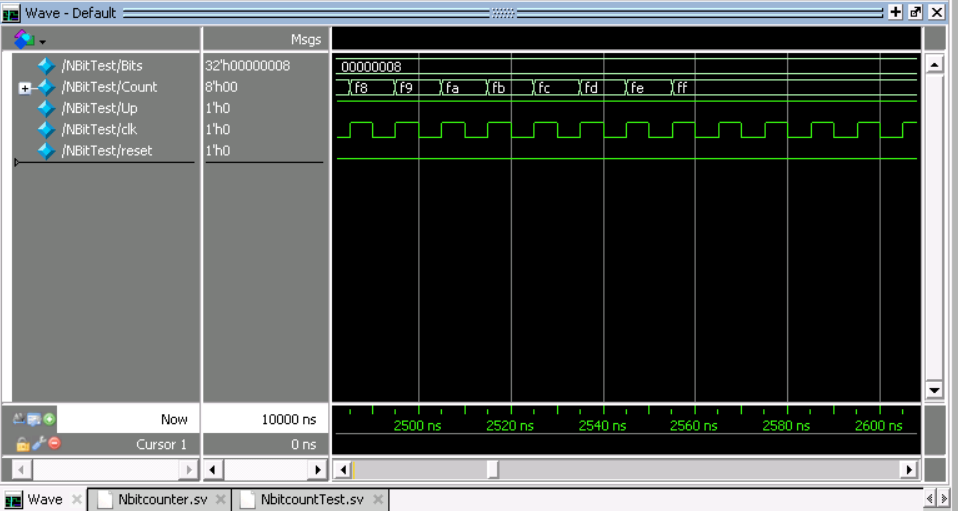 Wave - Default
Msgs
/NBitTest/Bits 32'h00000008 00000008
/NBitTest/Count 8'h00 f8 f9 fa fb fc fd fe ff
/NBitTest/Up 1'h0
/NBitTest/clk 1'h0
/NBitTest/reset 1'h0
Now 10000 ns 2500 ns 2520 ns 2540 ns 2560 ns 2580 ns 2600 ns
Cursor 1 0 ns
Wave Nbitcounter.sv NbitcountTest.sv